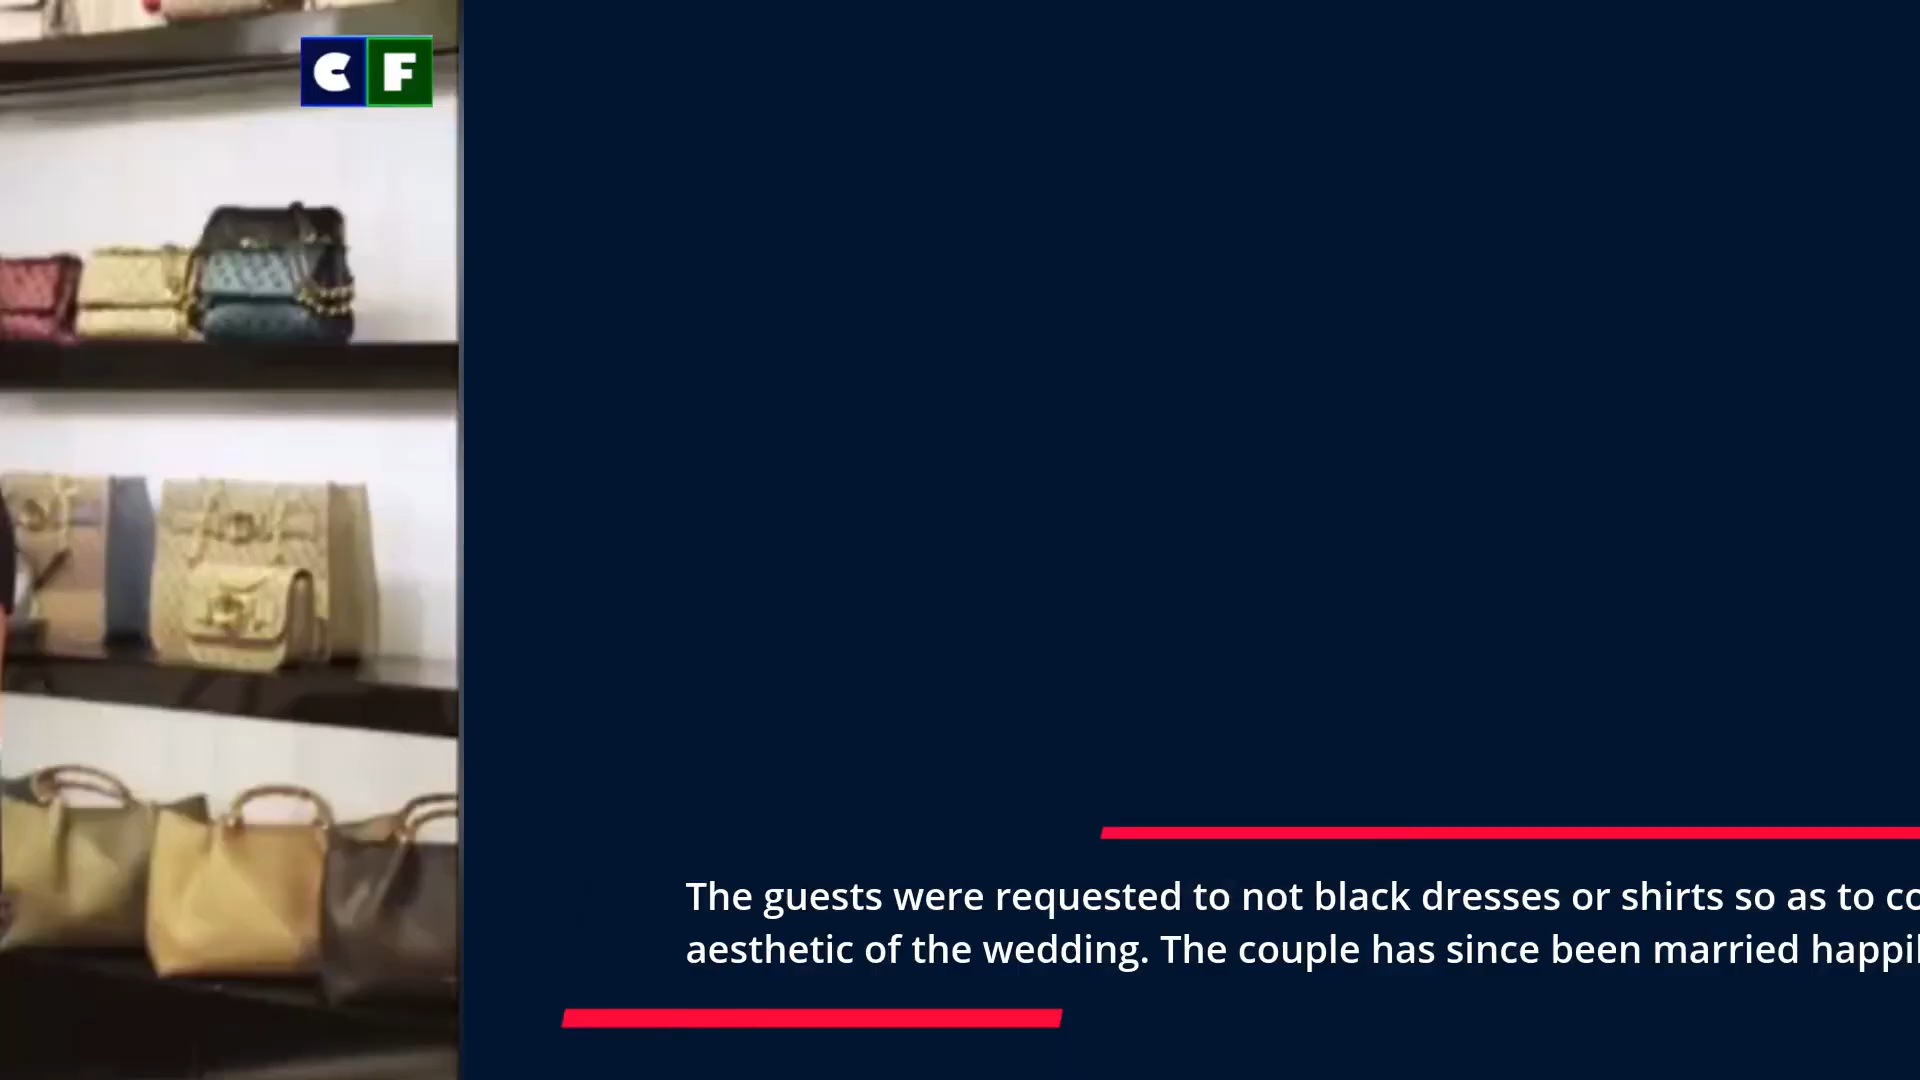 CF
The guests were requested to not black dresses or shirts so as to co
aesthetic of the wedding. The couple has since been married happil